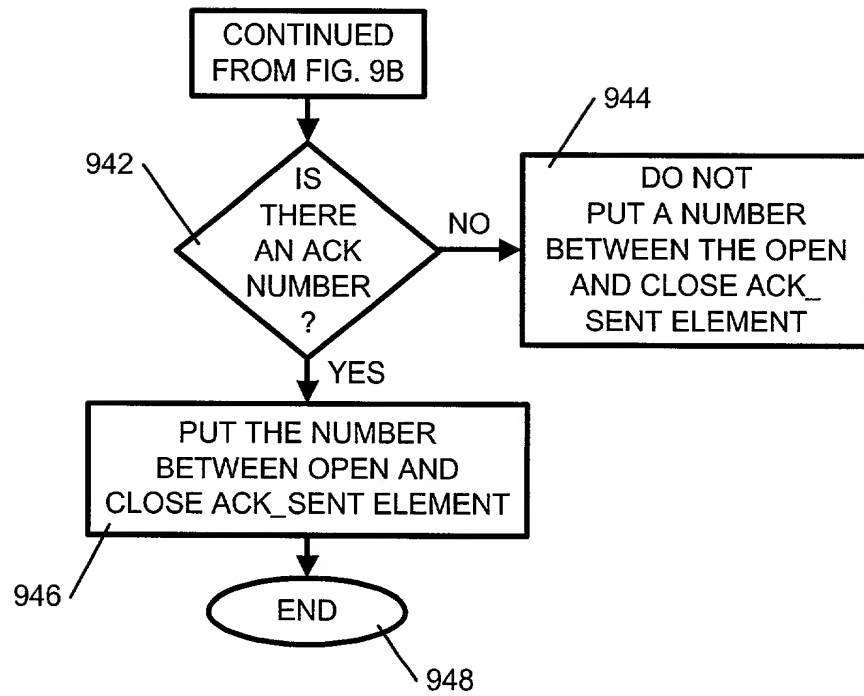 CONTINUED
FROM FIG. 9B
944
942
IS
THERE
AN ACK
NUMBER
?
NO
DO NOT
PUT A NUMBER
BETWEEN THE OPEN
AND CLOSE ACK_
SENT ELEMENT
YES
PUT THE NUMBER
BETWEEN OPEN AND
CLOSE ACK_SENT ELEMENT
946
END
948